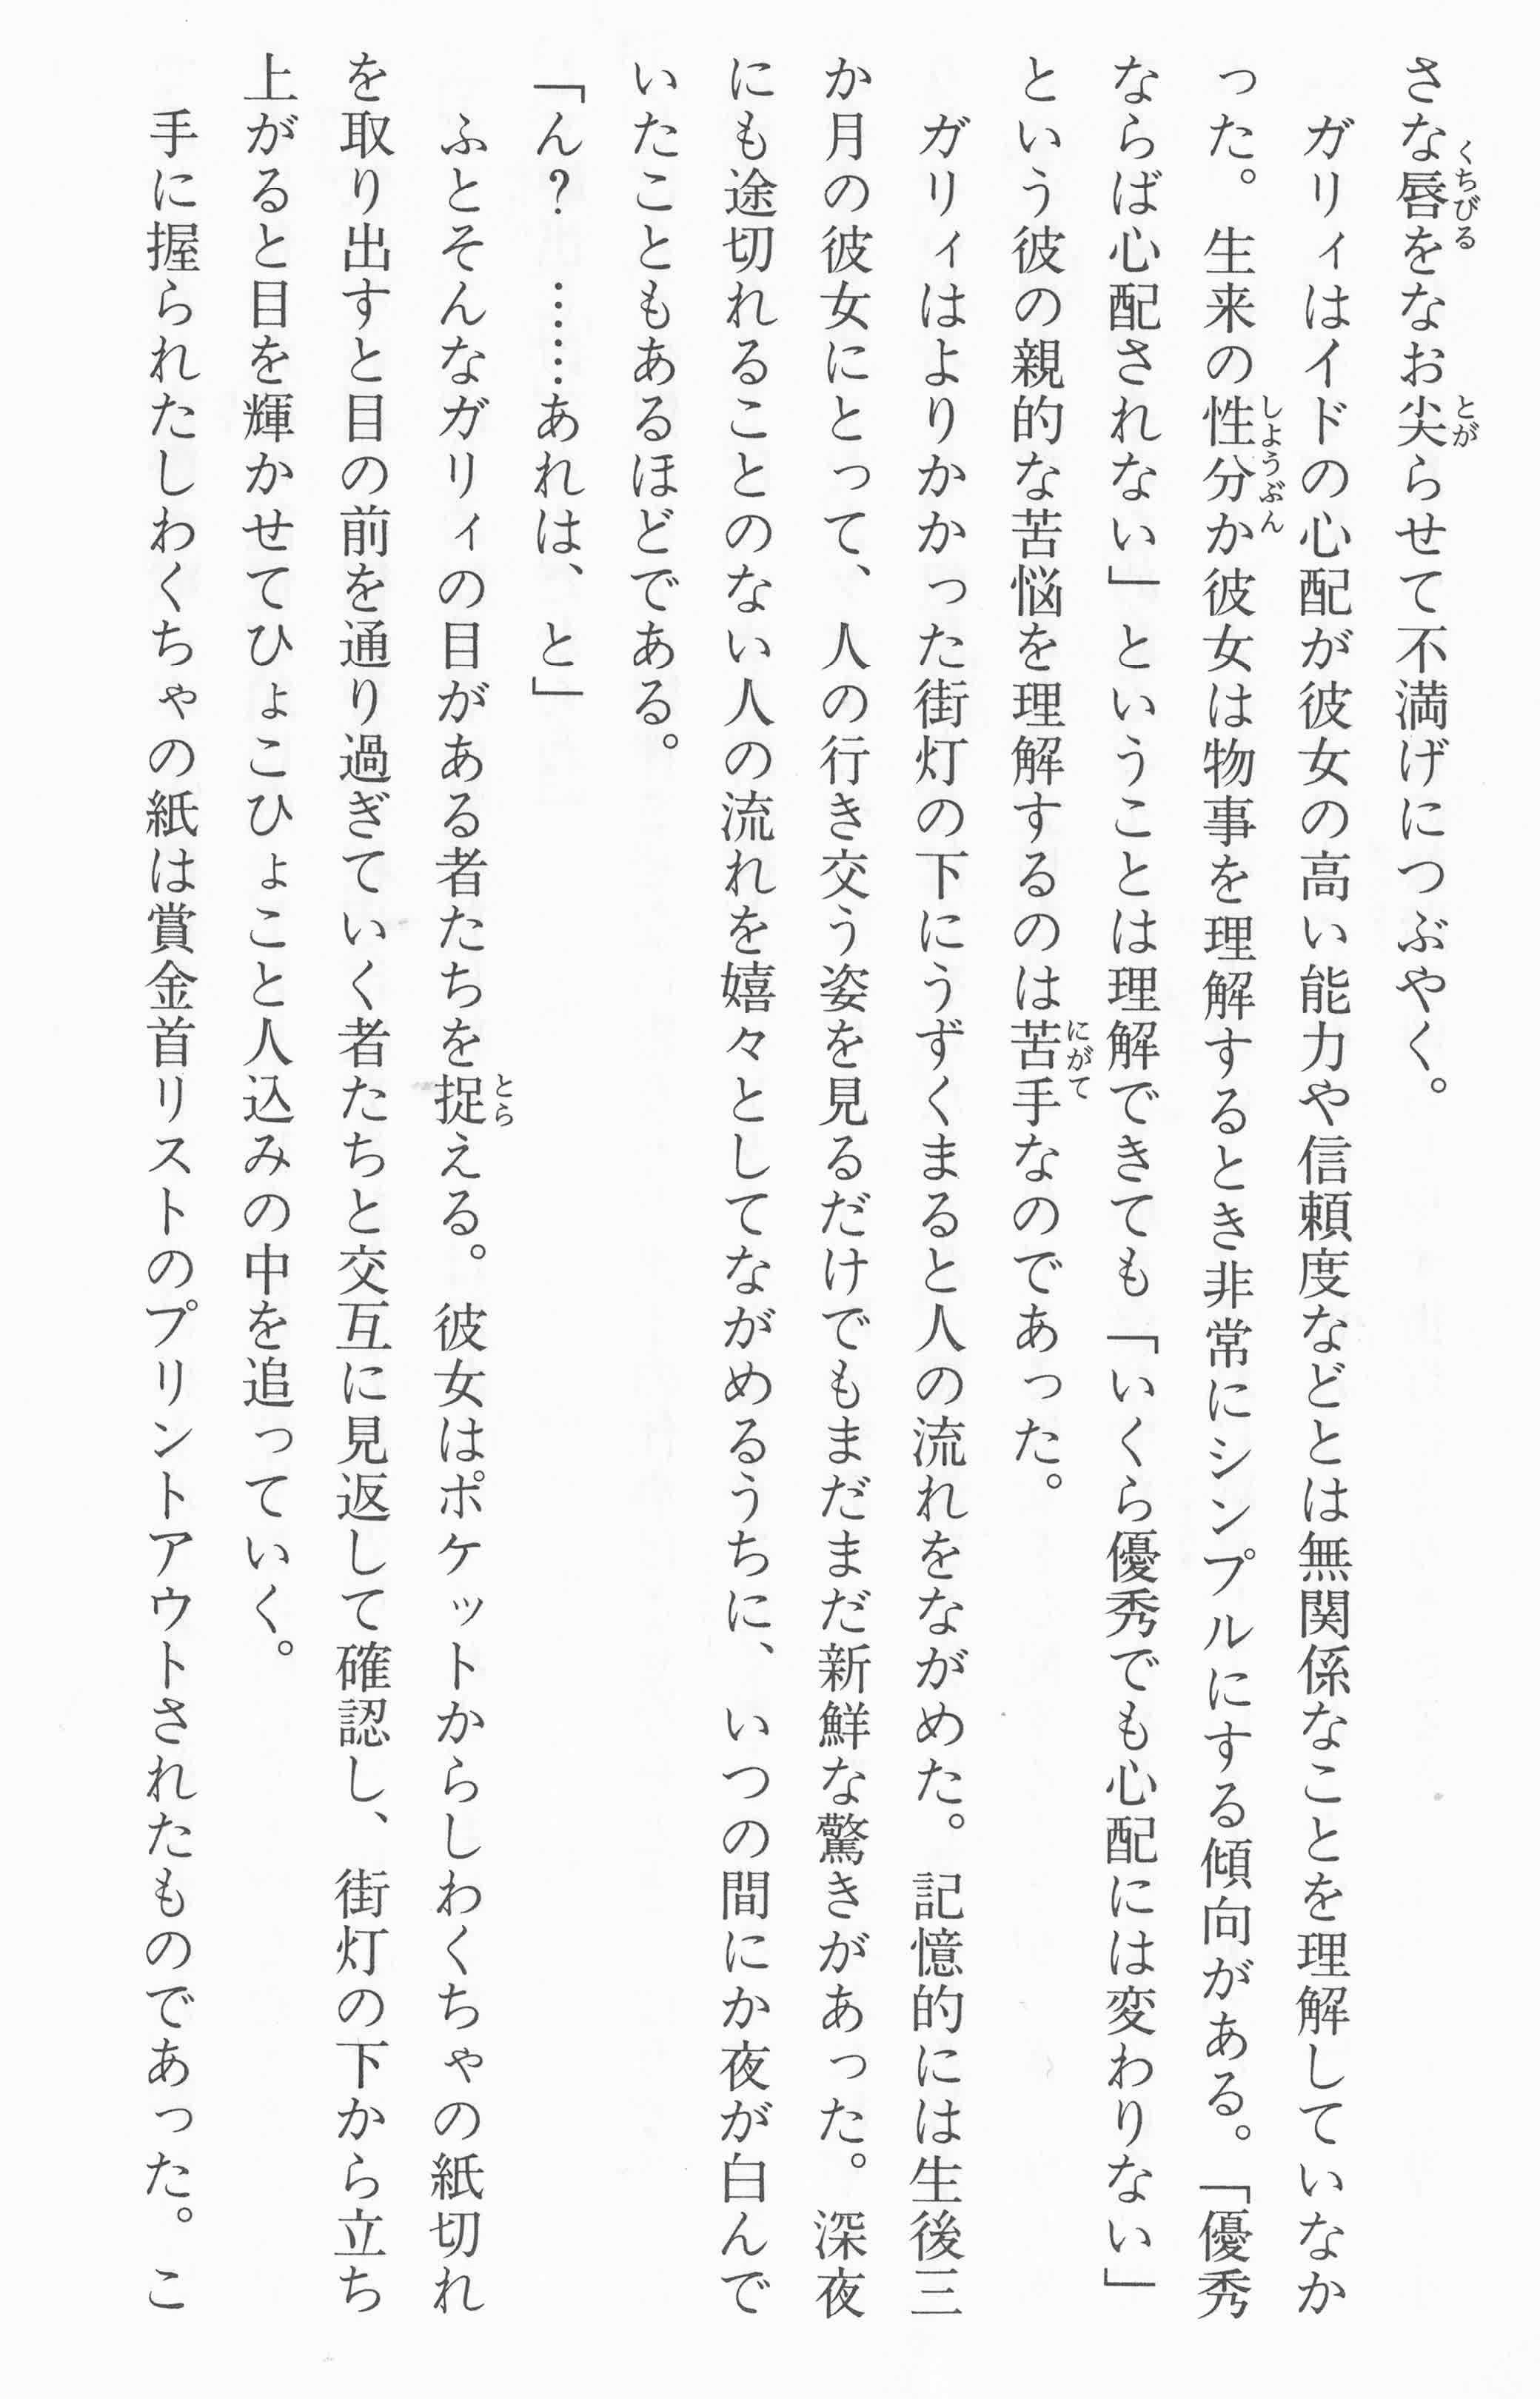 さな唇をなお尖らせて不満げにつぶやく。
　ガリィはイドの心配が彼女の高い能力や信頼度などとは無関係なことを理解していなか
った。生来の性分か彼女は物事を理解するとき非常にシンプルにする傾向がある。「優秀
ならば心配されない」ということは理解できても「いくら優秀でも心配には変わりない」
という彼の親的な苦悩を理解するのは苦手なのであった。
　ガリィはよりかかった街灯の下にうずくまると人の流れをながめた。記憶的には生後三
か月の彼女にとって、人の行き交う姿を見るだけでもまだまだ新鮮な驚きがあった。深夜
にも途切れることのない人の流れを嬉々としてながめるうちに、いつの間にか夜が白んで
いたこともあるほどである。
「ん？　……あれは、と」
　ふとそんなガリィの目がある者たちを捉える。彼女はポケットからしわくちゃの紙切れ
を取り出すと目の前を通り過ぎていく者たちと交互に見返して確認し、街灯の下から立ち
上がると目を輝かせてひょこひょこと人込みの中を追っていく。
　手に握られたしわくちゃの紙は賞金首リストのプリントアウトされたものであった。こ